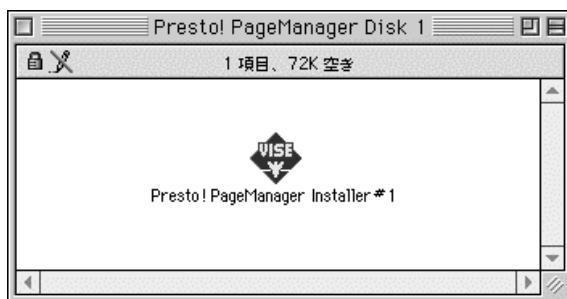 Presto! PageManager Disk 1
1 項目、72K 空き
VISE
Presto! PageManager Installer #1